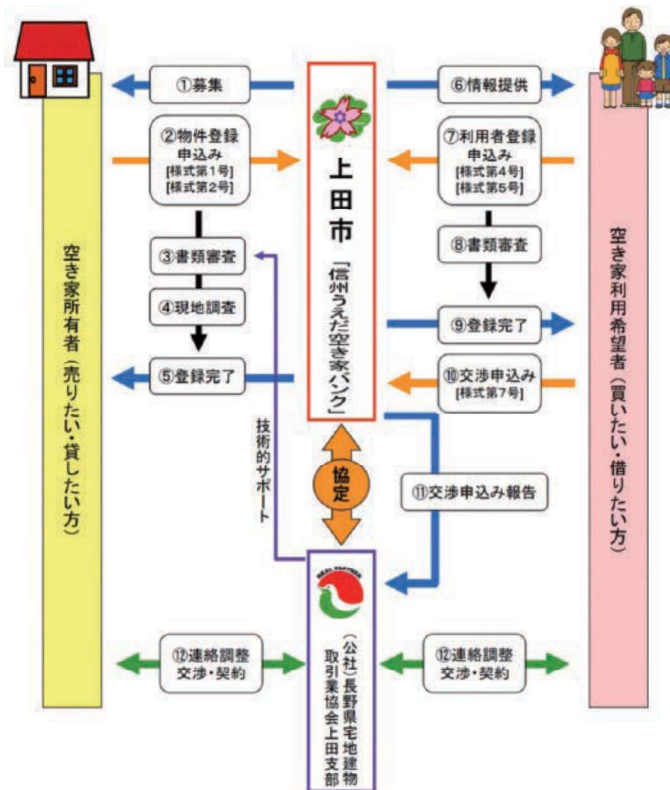 ①募集
②物件登録
申込み
[様式第1号]
[様式第2号]
③書類審査
④現地調査
⑤登録完了
空き家所有者(売りたい・貸したい方)
上田市
「信州うえだ空き家バンク」
⑥情報提供
⑦利用者登録
申込み
[様式第4号]
[様式第5号]
⑧書類審査
⑨登録完了
⑩交渉申込み
[様式第7号]
空き家利用希望者(買いたい・借りたい方)
技術的サポート
協定
⑪交渉申込み報告
REAL PARTNER
(公社)長野県宅地建物
取引業協会上田支部
⑫連絡調整
交渉・契約
⑫連絡調整
交渉・契約